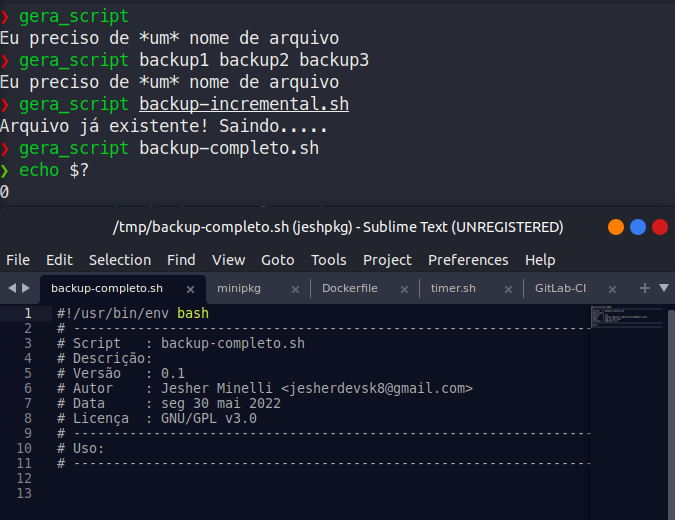 ❯ gera_script
Eu preciso de *um* nome de arquivo
❯ gera_script backup1 backup2 backup3
Eu preciso de *um* nome de arquivo
❯ gera_script backup-incremental.sh
Arquivo já existente! Saindo.....
❯ gera_script backup-completo.sh
❯ echo $?
0
/tmp/backup-completo.sh (jeshpkg) - Sublime Text (UNREGISTERED)
File Edit Selection Find View Goto Tools Project Preferences Help
backup-completo.sh × minipkg × Dockerfile × timer.sh × GitLab-CI × +
1 #!/usr/bin/env bash
2 # -----------------------------------------------------------------------------
3 # Script   : backup-completo.sh
4 # Descrição:
5 # Versão   : 0.1
6 # Autor    : Jesher Minelli <jesherdevsk8@gmail.com>
7 # Data     : seg 30 mai 2022
8 # Licença  : GNU/GPL v3.0
9 # -----------------------------------------------------------------------------
10 # Uso:
11 # -----------------------------------------------------------------------------
12
13